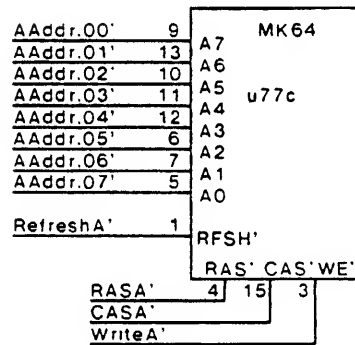 MK64
u77c
AAddr.00' 9 A7
AAddr.01' 13 A6
AAddr.02' 10 A5
AAddr.03' 11 A4
AAddr.04' 12 A3
AAddr.05' 6 A2
AAddr.06' 7 A1
AAddr.07' 5 A0
RefreshA' 1 RFSH'
RAS' CAS' WE'
RASA' 4 15 3
CASA'
WriteA'